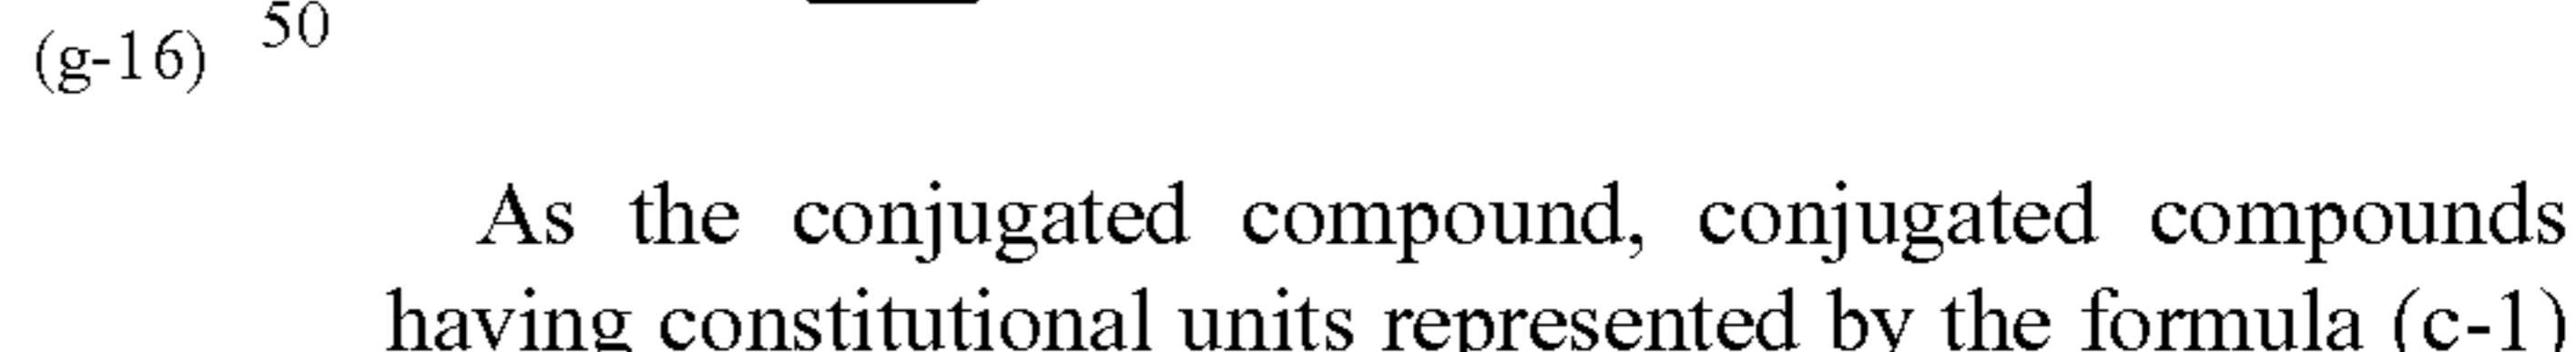 (g-16)
50
As the conjugated compound, conjugated compounds
having constitutional units represented by the formula (c-1)